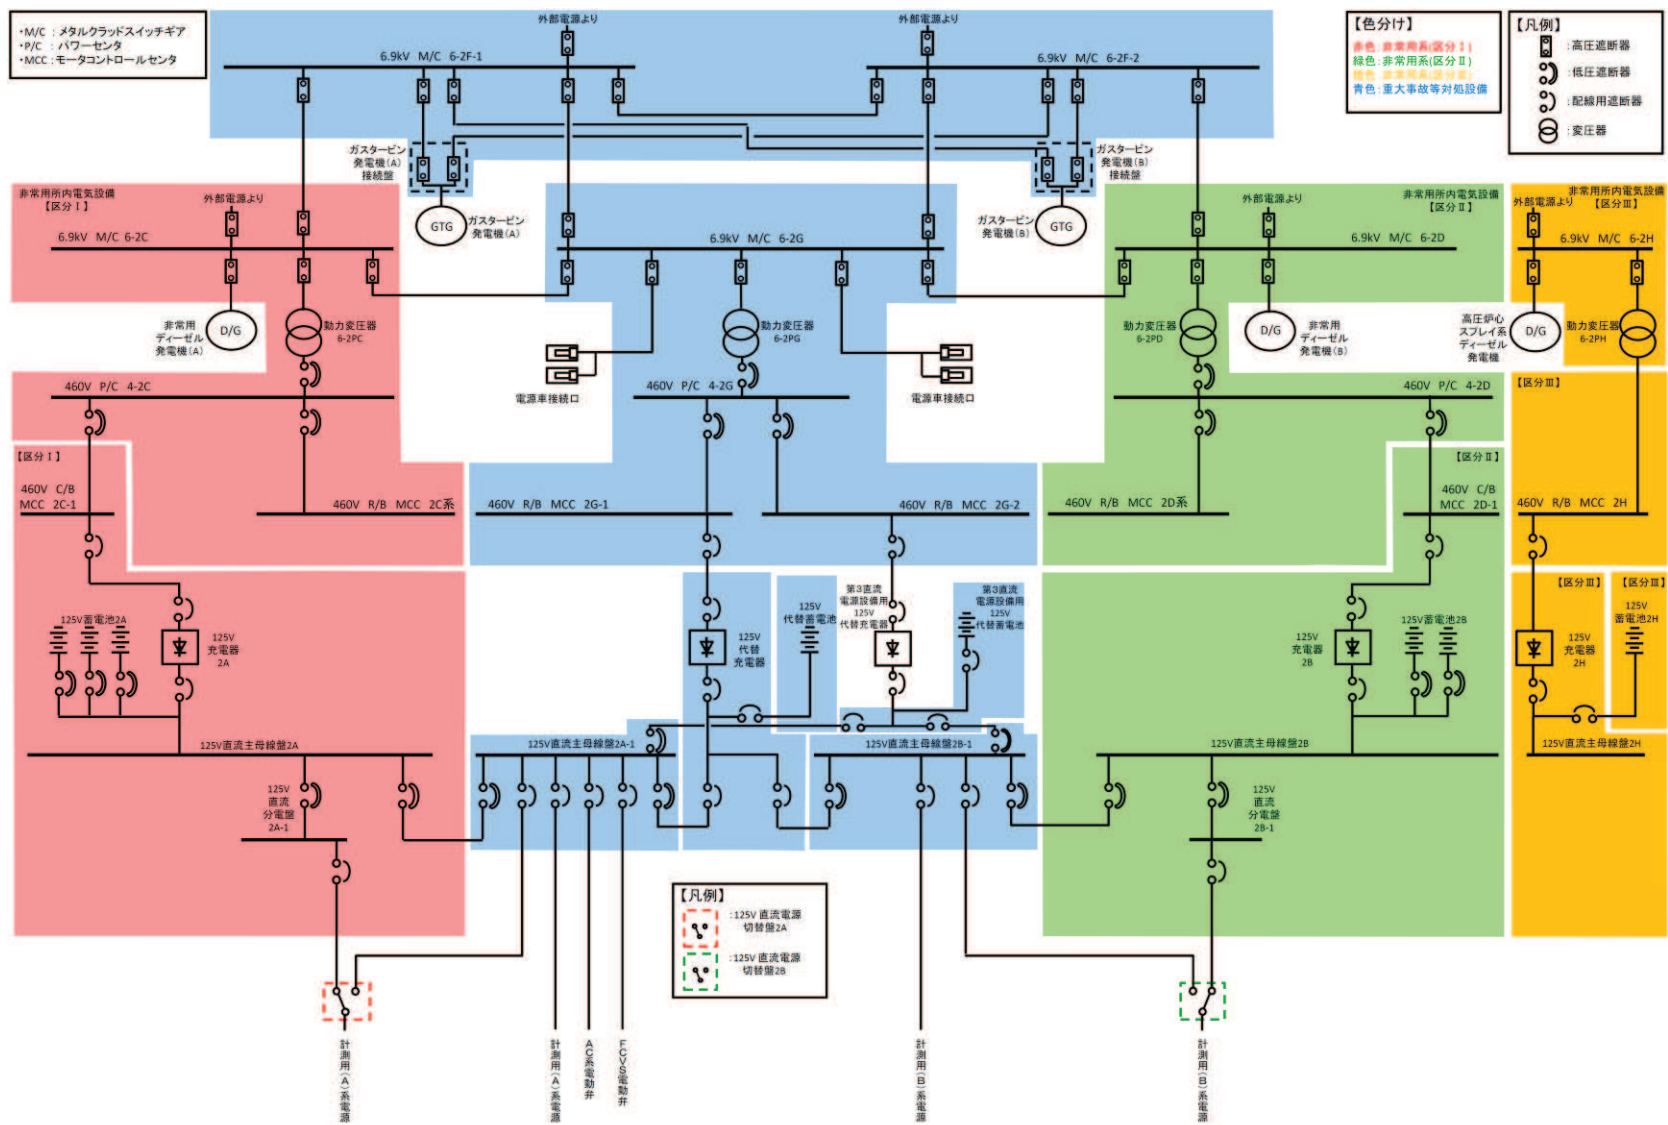 ・M/C ：メタルクラッドスイッチギア
・P/C ：パワーセンタ
・MCC：モータコントロールセンタ
外部電源より
外部電源より
6.9kV M/C 6-2F-1
6.9kV M/C 6-2F-2
【色分け】
赤色：非常用系(区分Ⅰ)
緑色：非常用系(区分Ⅱ)
橙色：非常用系(区分Ⅲ)
青色：重大事故等対処設備
【凡例】
：高圧遮断器
：低圧遮断器
：配線用遮断器
：変圧器
ガスタービン
発電機(A)
接続盤
ガスタービン
発電機(B)
接続盤
GTG
ガスタービン
発電機(A)
ガスタービン
発電機(B)
GTG
非常用所内電気設備
【区分Ⅰ】
外部電源より
6.9kV M/C 6-2C
6.9kV M/C 6-2G
外部電源より
非常用所内電気設備
【区分Ⅱ】
6.9kV M/C 6-2D
非常用所内電気設備
【区分Ⅲ】
外部電源より
6.9kV M/C 6-2H
非常用
ディーゼル
発電機(A)
D/G
動力変圧器
6-2PC
動力変圧器
6-2PG
動力変圧器
6-2PD
D/G
非常用
ディーゼル
発電機(B)
高圧炉心
スプレイ系
ディーゼル
発電機
D/G
動力変圧器
6-2PH
460V P/C 4-2C
電源車接続口
460V P/C 4-2G
電源車接続口
460V P/C 4-2D
【区分Ⅲ】
【区分Ⅰ】
460V C/B
MCC 2C-1
460V R/B MCC 2C系
460V R/B MCC 2G-1
460V R/B MCC 2G-2
460V R/B MCC 2D系
【区分Ⅱ】
460V C/B
MCC 2D-1
460V R/B MCC 2H
125V蓄電池2A
125V
充電器
2A
125V
代替
充電器
125V
代替蓄電池
第3直流
電源設備用
125V
代替充電器
第3直流
電源設備用
125V
代替蓄電池
125V
充電器
2B
125V蓄電池2B
【区分Ⅲ】
125V
充電器
2H
【区分Ⅲ】
125V
蓄電池2H
125V直流主母線盤2A
125V直流主母線盤2A-1
125V直流主母線盤2B-1
125V直流主母線盤2B
125V直流主母線盤2H
125V
直流
分電盤
2A-1
125V
直流
分電盤
2B-1
【凡例】
：125V 直流電源
切替盤2A
：125V 直流電源
切替盤2B
計測用(A)系電源
計測用(A)系電源
AC系電動弁
FCVS電動弁
計測用(B)系電源
計測用(B)系電源